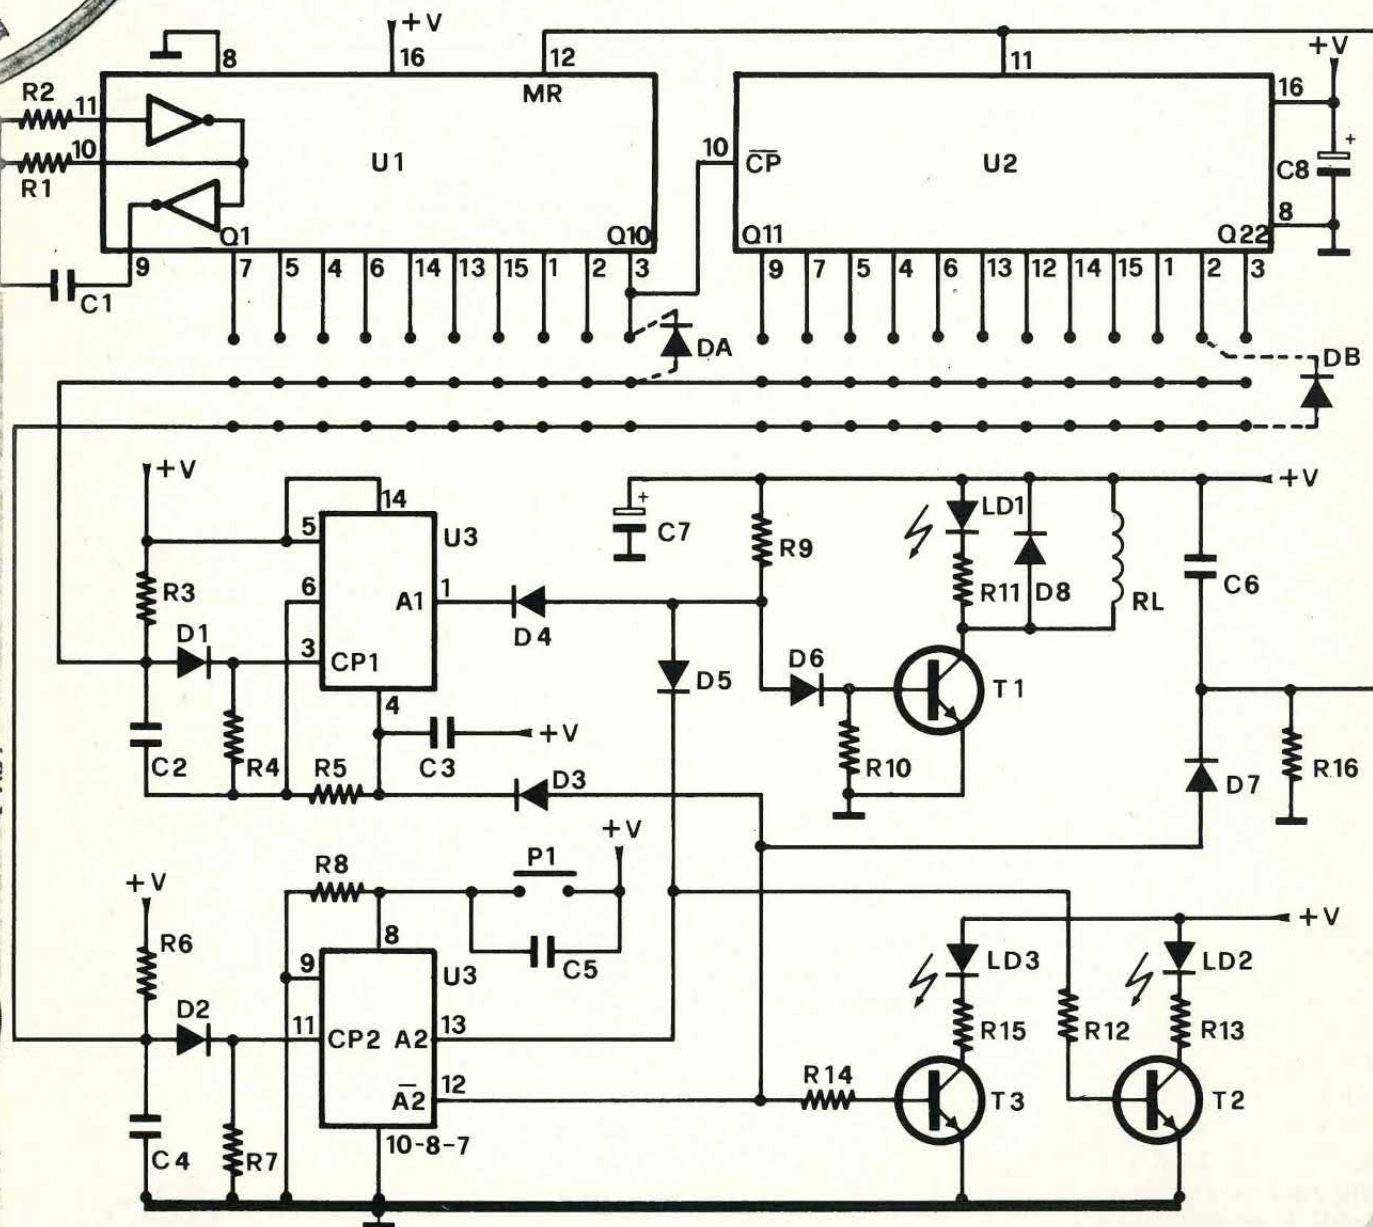 +V
8
16
12
11
+V
R2
11
MR
16
10
R1
U1
10
CP
U2
+
C8
8
Q1
Q10
Q11
Q22
9
7
5
4
6
14
13
15
1
2
3
9
7
5
4
6
13
12
14
15
1
2
3
C1
DA
DB
+V
14
5
U3
+
C7
R9
LD1
+V
R3
6
A1
1
D4
R11
D8
RL
C6
D1
3
CP1
D5
D6
T1
4
C2
R4
R5
C3
+V
D3
R10
D7
R16
+V
R8
P1
+V
R6
8
9
U3
C5
LD3
LD2
+V
D2
11
CP2
A2
13
R15
R12
R13
A2
12
R14
T3
T2
C4
R7
10-8-7